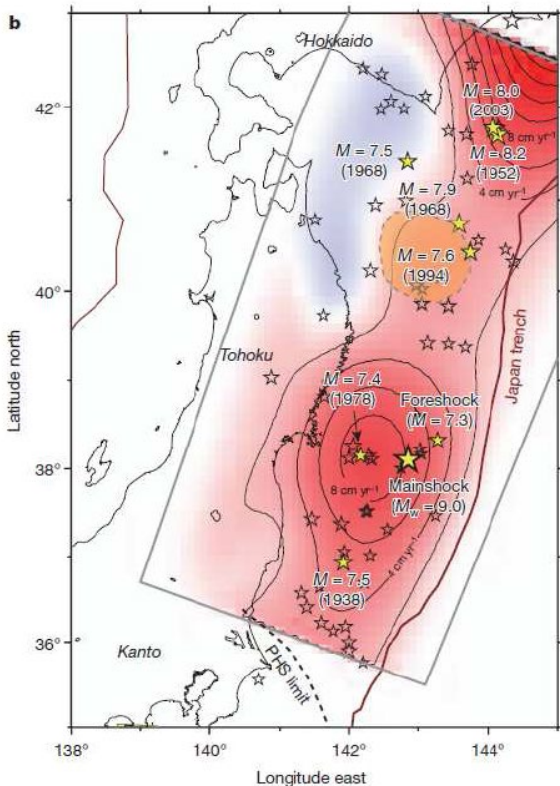 b
Hokkaido
42°
M = 8.0
(2003)
8 cm yr⁻¹
M = 7.5
(1968)
M = 8.2
(1952)
4 cm yr⁻¹
M = 7.9
(1968)
M = 7.6
(1994)
40°
Tohoku
Latitude north
Japan trench
M = 7.4
(1978)
Foreshock
(M = 7.3)
38°
Mainshock
(Mw = 9.0)
8 cm yr⁻¹
4 cm yr⁻¹
M = 7.5
(1938)
36°
Kanto
PHS limit
138°
140°
142°
144°
Longitude east